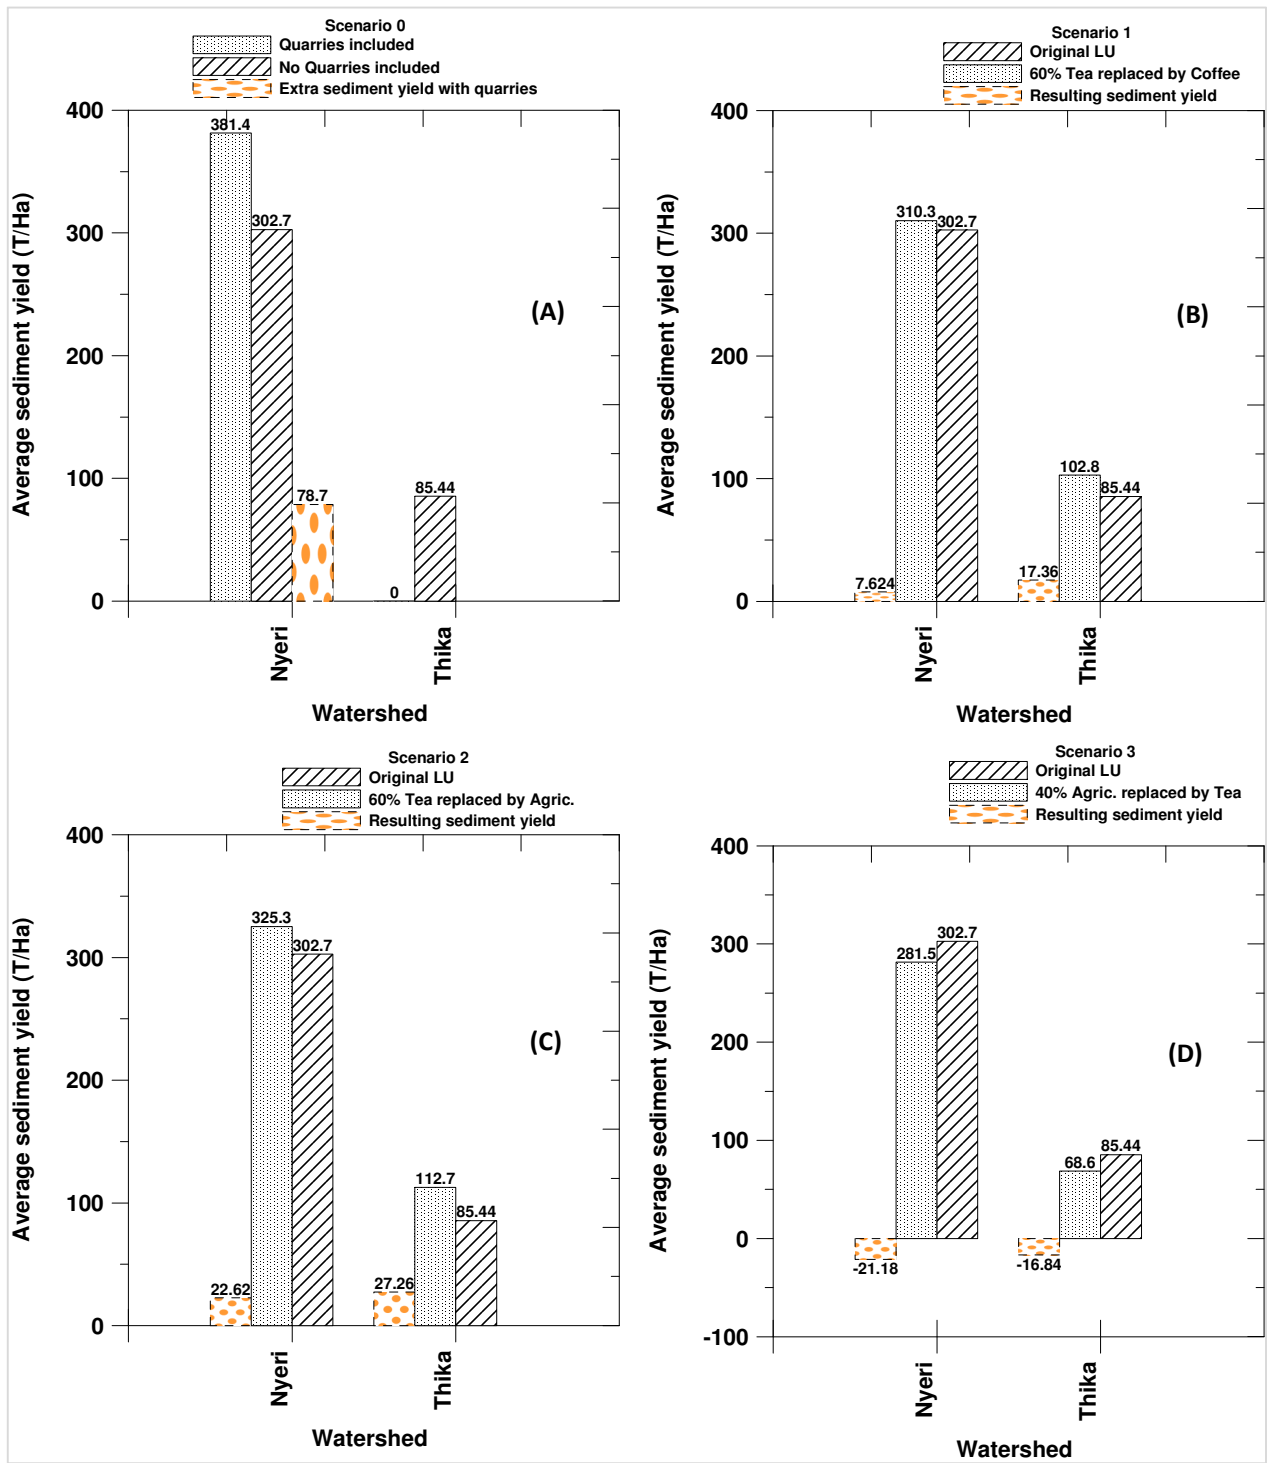 Scenario 0
Quarries included
No Quarries included
Extra sediment yield with quarries
400
300
200
100
0
Average sediment yield (T/Ha)
381.4
302.7
78.7
0
85.44
(A)
Nyeri
Thika
Watershed
Scenario 1
Original LU
60% Tea replaced by Coffee
Resulting sediment yield
400
300
200
100
0
Average sediment yield (T/Ha)
7.624
310.3
302.7
17.36
102.8
85.44
(B)
Nyeri
Thika
Watershed
Scenario 2
Original LU
60% Tea replaced by Agric.
Resulting sediment yield
400
300
200
100
0
Average sediment yield (T/Ha)
22.62
325.3
302.7
27.26
112.7
85.44
(C)
Nyeri
Thika
Watershed
Scenario 3
Original LU
40% Agric. replaced by Tea
Resulting sediment yield
400
300
200
100
0
-100
Average sediment yield (T/Ha)
-21.18
281.5
302.7
-16.84
68.6
85.44
(D)
Nyeri
Thika
Watershed